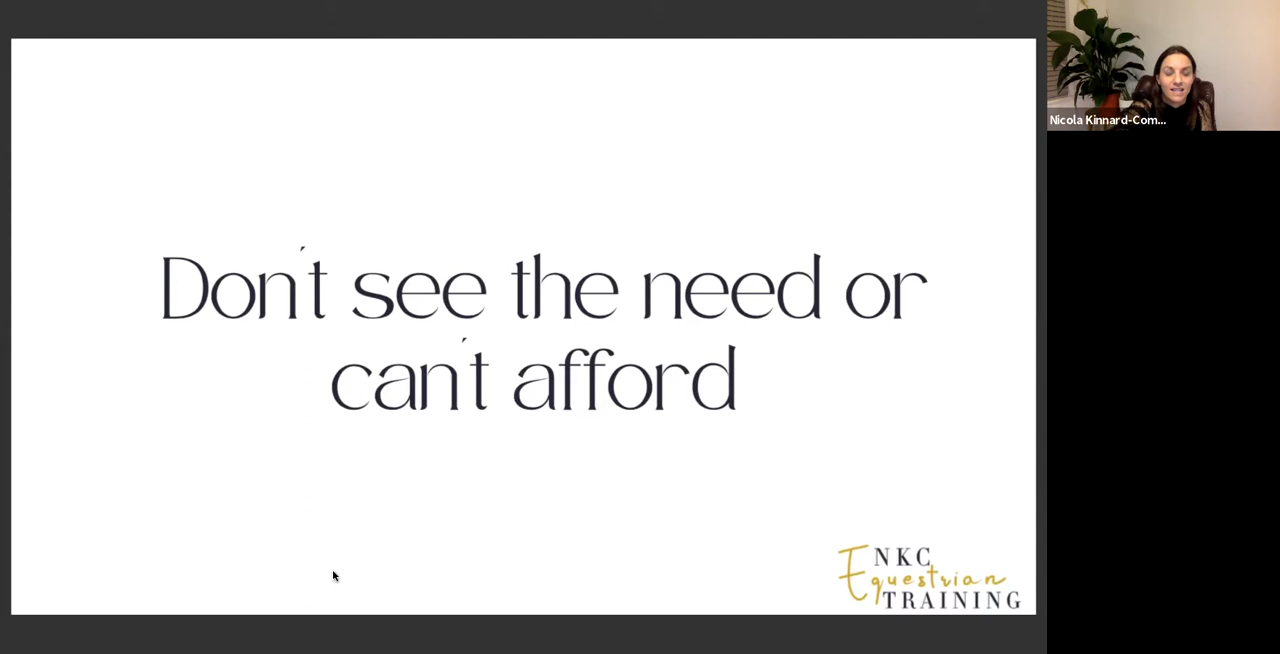 Don't see the need or
can't afford
NKC
Equestrian
TRAINING
Nicola Kinnard-Com...